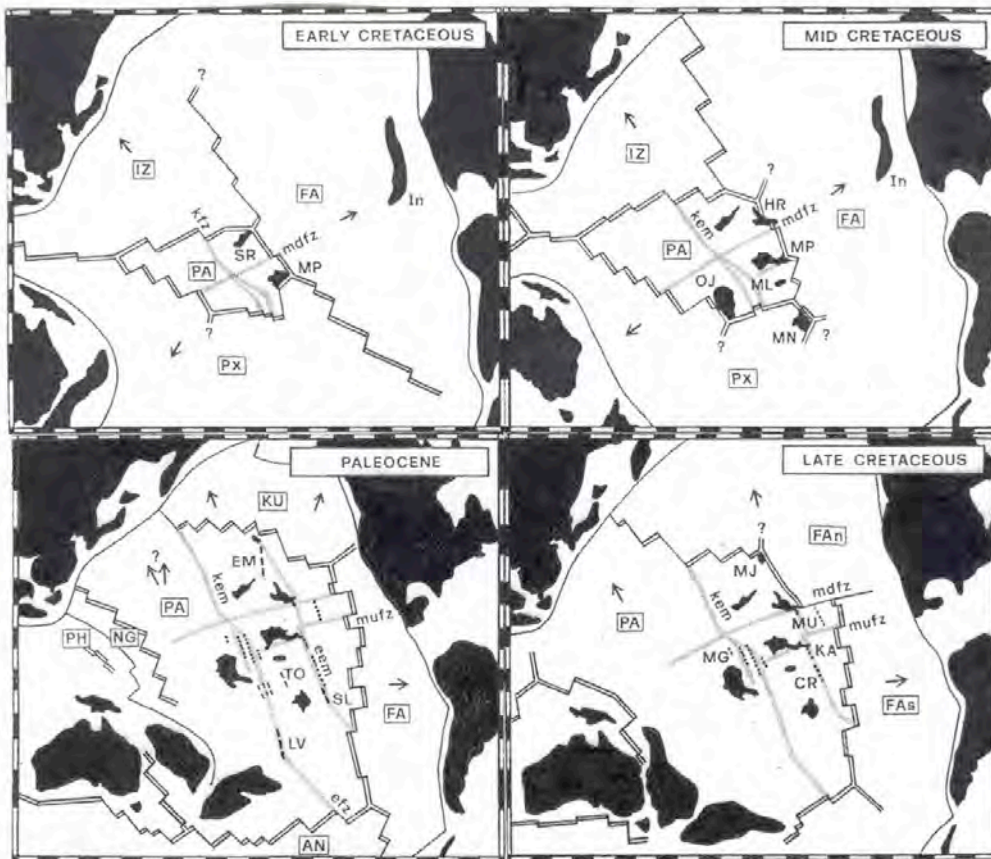 EARLY CRETACEOUS
?
IZ
FA
In
kfz
SR
mdfz
PA
MP
?
PX
MID CRETACEOUS
?
IZ
HR
In
kem
mdfz
FA
PA
MP
OJ
ML
?
MN
?
PX
PALEOCENE
KU
?
EM
kem
PA
mufz
PH
NG
eem
TO
SL
FA
LV
efz
AN
LATE CRETACEOUS
?
FAn
MJ
kem
mdfz
PA
MU
mufz
MG
KA
CR
FAs